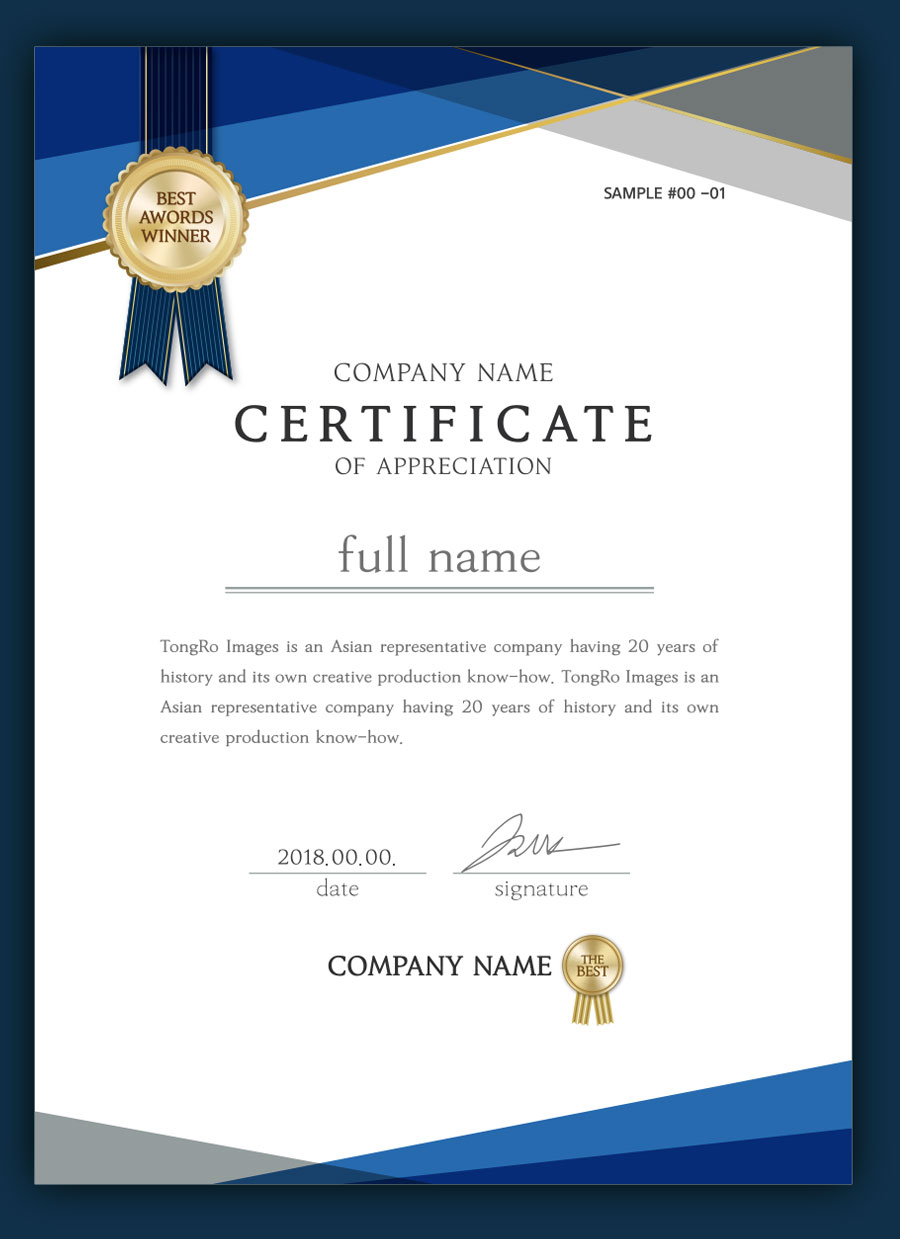 SAMPLE #00 -01
BEST
AWORDS
WINNER
COMPANY NAME
CERTIFICATE
OF APPRECIATION
full name
TongRo Images is an Asian representative company having 20 years of
history and its own creative production know-how. TongRo Images is an
Asian representative company having 20 years of history and its own
creative production know-how.
2018.00.00.
date
signature
COMPANY NAME
THE
BEST